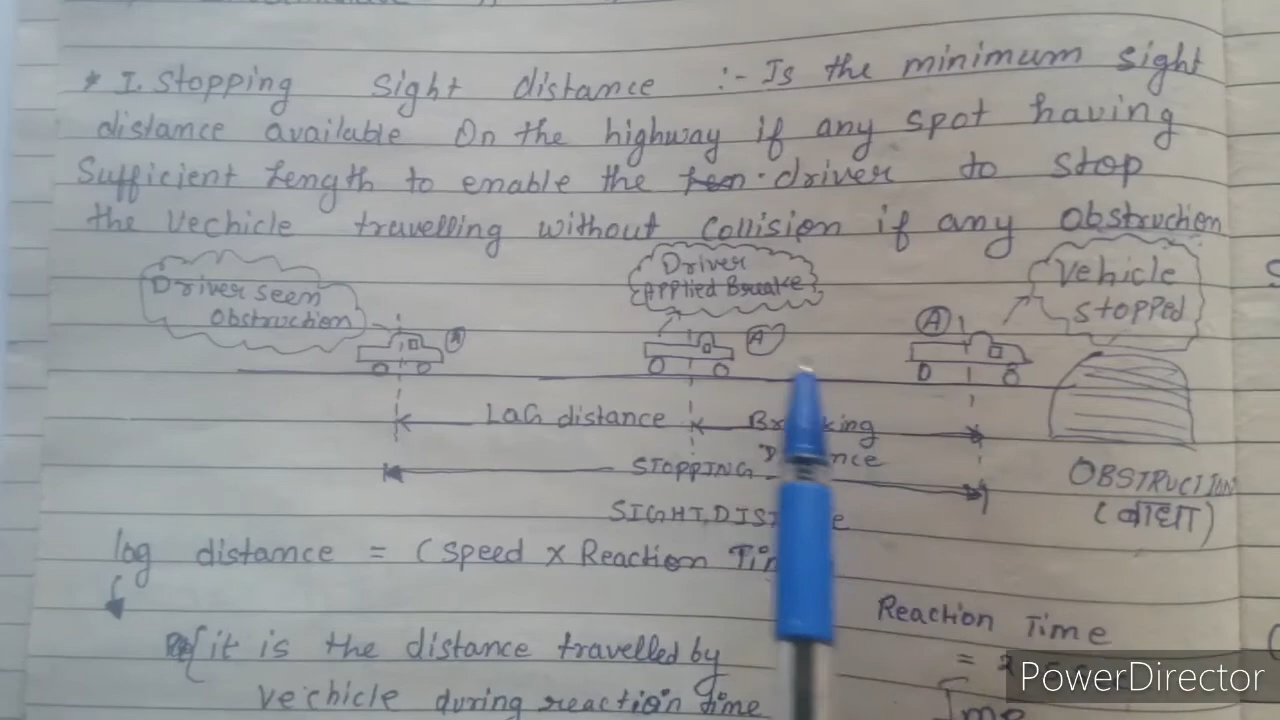 * I. Stopping Sight distance :- Is the minimum sight
distance available On the highway if any spot having
Sufficient Length to enable the driver to stop
the Vechicle travelling without Collision if any Obstruction
Driver seen
Obstruction
Driver
Applied Breake
Vehicle
stopped
A
A
A
LaG distance
STOPPING
OBSTRUCTION
(बाधा)
log distance = (Speed x Reaction
Reaction Time
it is the distance travelled by
vechicle during reaction time
PowerDirector